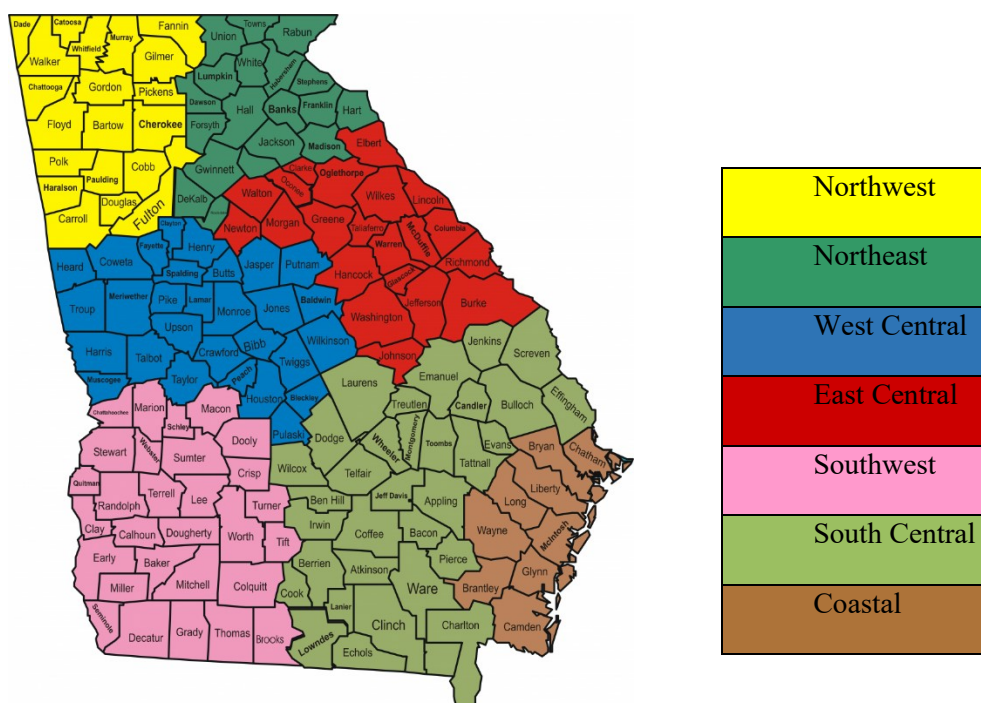 Dade
Catoosa
Whitfield
Murray
Fannin
Union
Towns
Rabun
Walker
Gilmer
White
Habersham
Lumpkin
Stephens
Chattooga
Gordon
Pickens
Dawson
Banks
Franklin
Hart
Floyd
Bartow
Cherokee
Forsyth
Hall
Jackson
Madison
Elbert
Polk
Paulding
Cobb
Gwinnett
Clarke
Oconee
Oglethorpe
Haralson
Douglas
Fulton
DeKalb
Walton
Wilkes
Lincoln
Carroll
Newton
Morgan
Greene
Taliaferro
Warren
McDuffie
Columbia
Clayton
Fayette
Henry
Heard
Coweta
Spalding
Butts
Jasper
Putnam
Hancock
Glascock
Richmond
Troup
Meriwether
Pike
Lamar
Monroe
Jones
Baldwin
Washington
Jefferson
Burke
Upson
Harris
Talbot
Crawford
Bibb
Wilkinson
Twiggs
Johnson
Jenkins
Screven
Muscogee
Taylor
Peach
Houston
Bleckley
Laurens
Emanuel
Chattahoochee
Marion
Schley
Macon
Pulaski
Treutlen
Candler
Bulloch
Effingham
Stewart
Webster
Sumter
Dooly
Dodge
Wheeler
Montgomery
Toombs
Evans
Bryan
Chatham
Crisp
Wilcox
Telfair
Tattnall
Quitman
Randolph
Terrell
Lee
Turner
Ben Hill
Jeff Davis
Appling
Long
Liberty
Clay
Calhoun
Dougherty
Worth
Tift
Irwin
Coffee
Bacon
Wayne
McIntosh
Early
Baker
Mitchell
Colquitt
Berrien
Atkinson
Pierce
Glynn
Miller
Cook
Ware
Brantley
Seminole
Decatur
Grady
Thomas
Brooks
Lanier
Lowndes
Clinch
Echols
Charlton
Camden
Northwest
Northeast
West Central
East Central
Southwest
South Central
Coastal